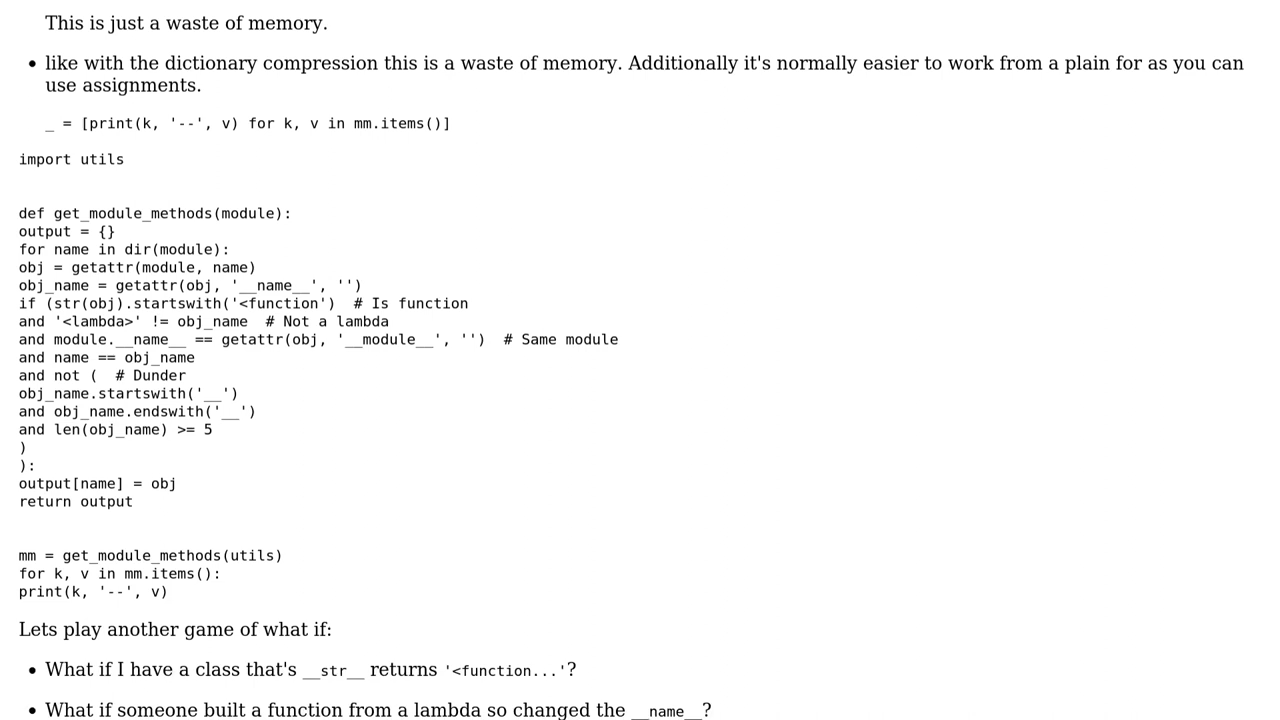 This is just a waste of memory.
• like with the dictionary compression this is a waste of memory. Additionally it's normally easier to work from a plain for as you can
use assignments.
_ = [print(k, '--', v) for k, v in mm.items()]
import utils
def get_module_methods(module):
output = {}
for name in dir(module):
obj = getattr(module, name)
obj_name = getattr(obj, '__name__', '')
if (str(obj).startswith('<function')  # Is function
and '<lambda>' != obj_name  # Not a lambda
and module.__name__ == getattr(obj, '__module__', '')  # Same module
and name == obj_name
and not (  # Dunder
obj_name.startswith('__')
and obj_name.endswith('__')
and len(obj_name) >= 5
)
):
output[name] = obj
return output
mm = get_module_methods(utils)
for k, v in mm.items():
print(k, '--', v)
Lets play another game of what if:
• What if I have a class that's __str__ returns '<function...'?
• What if someone built a function from a lambda so changed the __name__?